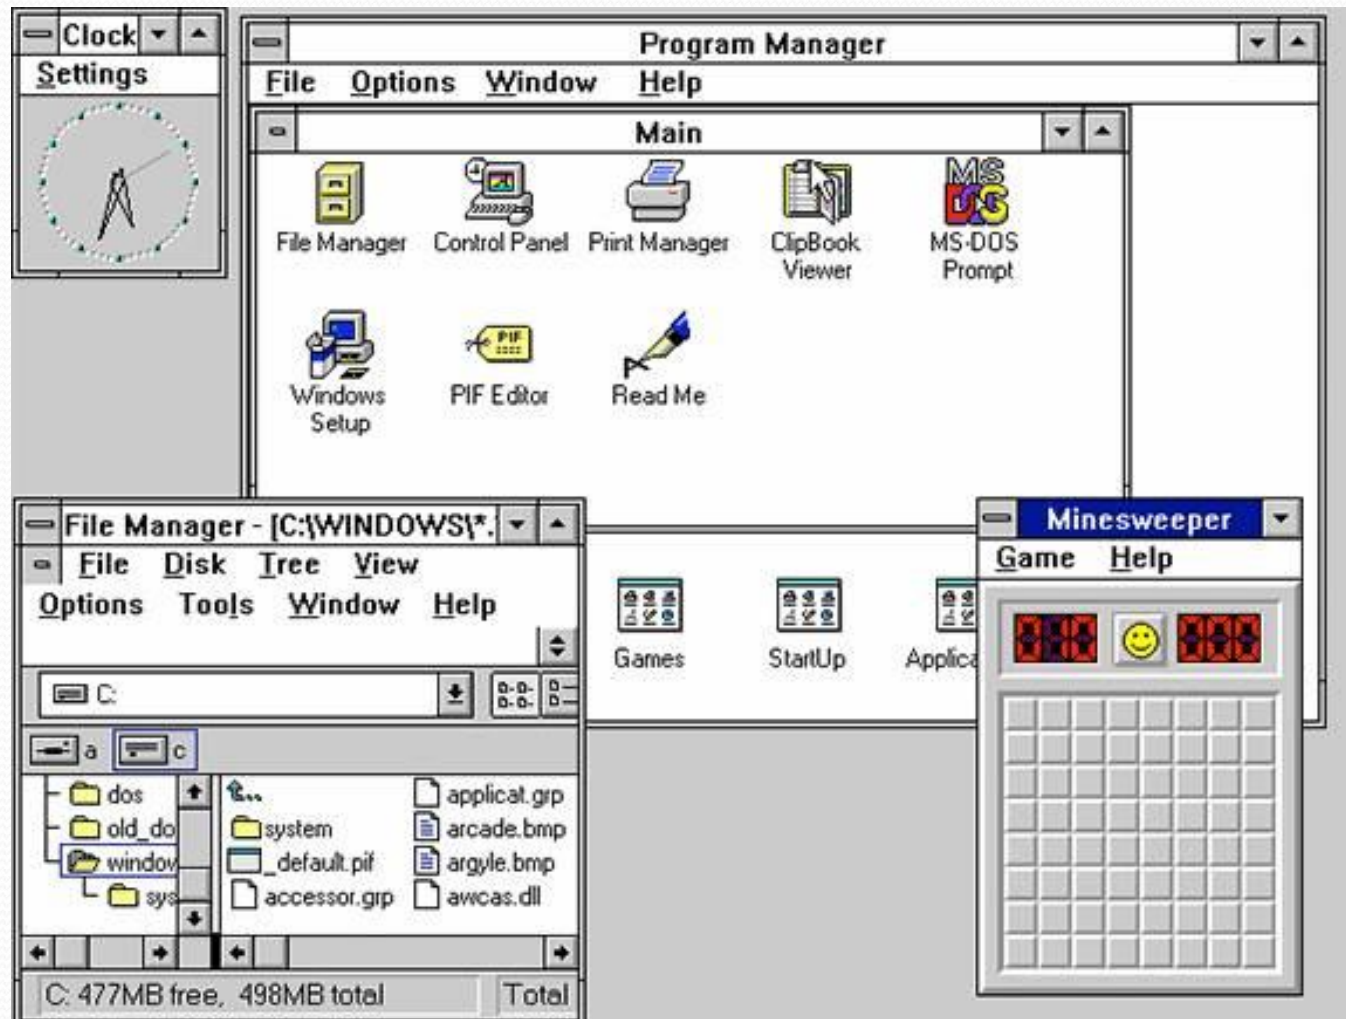 Clock
Settings
Program Manager
File Options Window Help
Main
File Manager Control Panel Print Manager ClipBook Viewer MS-DOS Prompt
Windows Setup PIF Editor Read Me
File Manager - [C:\WINDOWS\*.
File Disk Tree View
Options Tools Window Help
C:
a c
dos
old_do
window
sys
system
_default.pif
accessor.grp
applicat.grp
arcade.bmp
argyle.bmp
awcas.dll
C: 477MB free, 498MB total Total
Games StartUp Applica
Minesweeper
Game Help